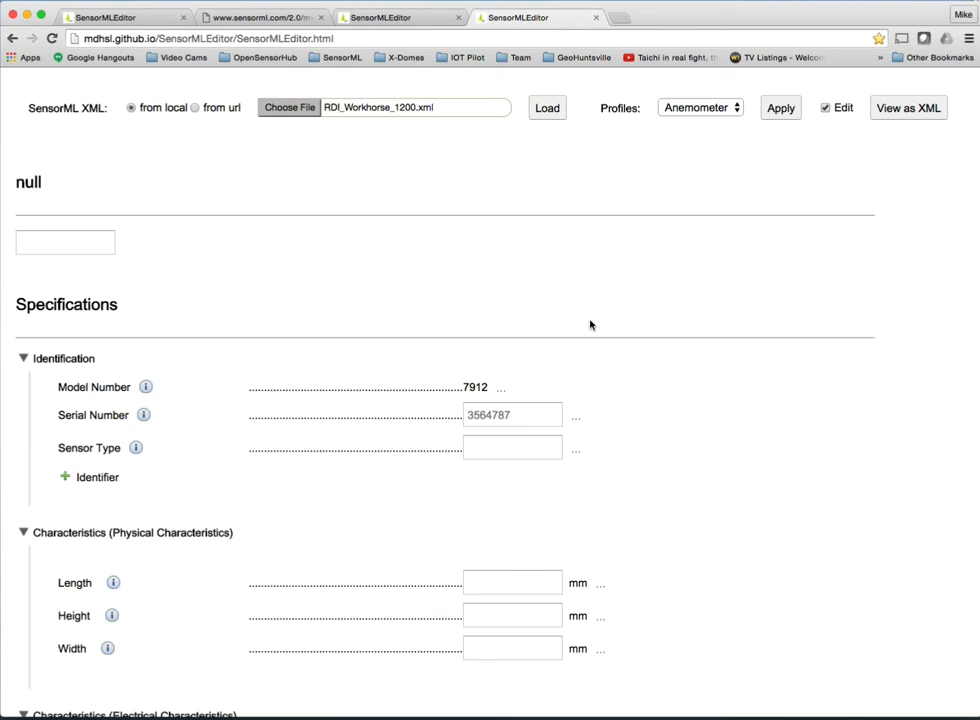 SensorMLEditor
www.sensorml.com/2.0/
SensorMLEditor
SensorMLEditor
Mike
mdhsl.github.io/SensorMLEditor/SensorMLEditor.html
Apps Google Hangouts Video Cams OpenSensorHub SensorML X-Domes IOT Pilot Team GeoHuntsville Taichi in real fight, TV Listings - » Other Bookmarks
SensorML XML: from local from url Choose File RDI_Workhorse_1200.xml Load Profiles: Anemometer Apply Edit View as XML
null
Specifications
Identification
Model Number i ........................................................................7912 ...
Serial Number i ........................................................................ 3564787 ...
Sensor Type i ........................................................................ ...
+ Identifier
Characteristics (Physical Characteristics)
Length i ........................................................................ mm ...
Height i ........................................................................ mm ...
Width i ........................................................................ mm ...
Characteristics (Electrical Characteristics)